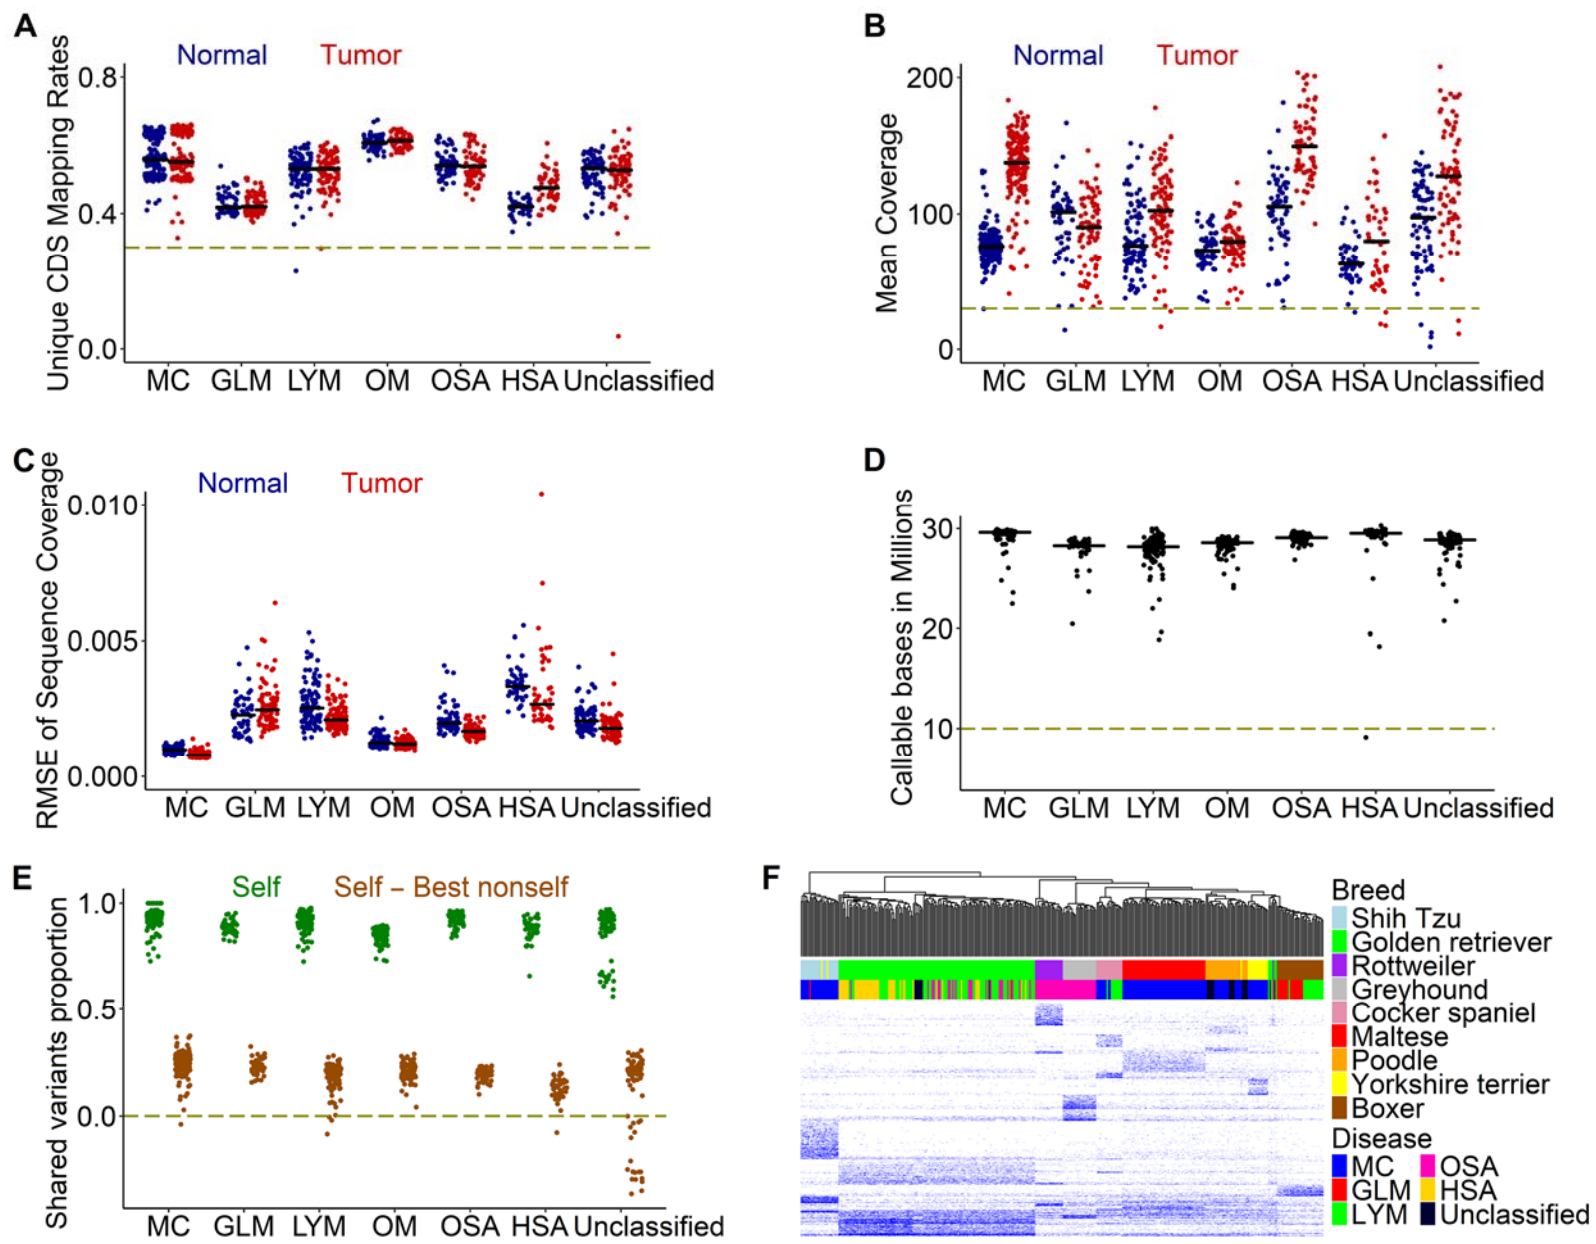 A
Normal Tumor
Unique CDS Mapping Rates
0.8
0.4
0.0
MC GLM LYM OM OSA HSA Unclassified
B
Normal Tumor
Mean Coverage
200
100
0
MC GLM LYM OM OSA HSA Unclassified
C
Normal Tumor
RMSE of Sequence Coverage
0.010
0.005
0.000
MC GLM LYM OM OSA HSA Unclassified
D
Callable bases in Millions
30
20
10
MC GLM LYM OM OSA HSA Unclassified
E
Self Self – Best nonself
Shared variants proportion
1.0
0.5
0.0
MC GLM LYM OM OSA HSA Unclassified
F
Breed
Shih Tzu
Golden retriever
Rottweiler
Greyhound
Cocker spaniel
Maltese
Poodle
Yorkshire terrier
Boxer
Disease
MC OSA
GLM HSA
LYM Unclassified